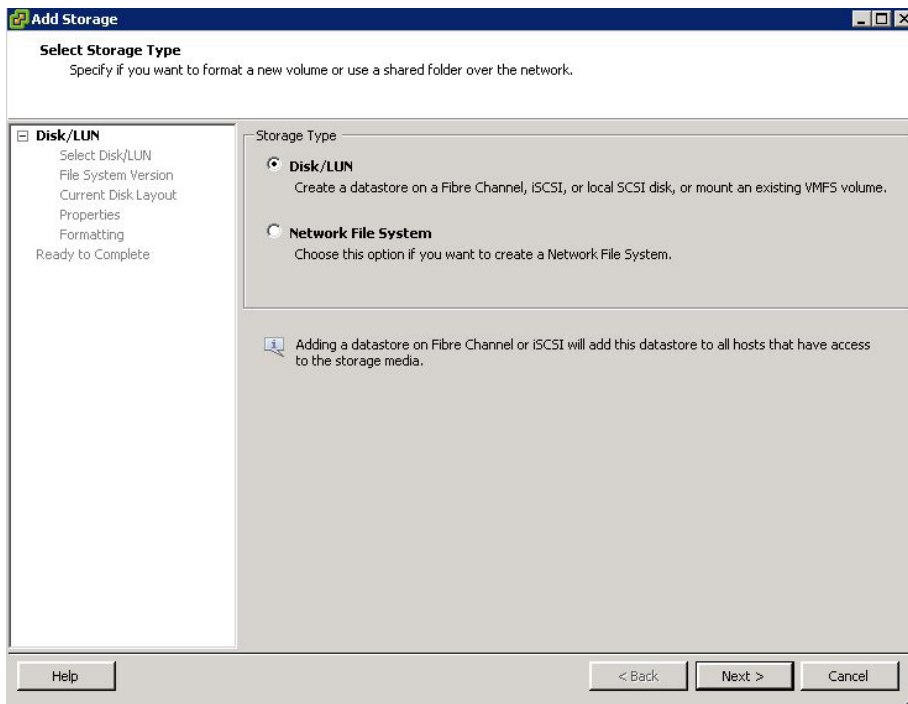 Add Storage
Select Storage Type
Specify if you want to format a new volume or use a shared folder over the network.
Disk/LUN
Select Disk/LUN
File System Version
Current Disk Layout
Properties
Formatting
Ready to Complete
Storage Type
Disk/LUN
Create a datastore on a Fibre Channel, iSCSI, or local SCSI disk, or mount an existing VMFS volume.
Network File System
Choose this option if you want to create a Network File System.
Adding a datastore on Fibre Channel or iSCSI will add this datastore to all hosts that have access
to the storage media.
Help
< Back
Next >
Cancel